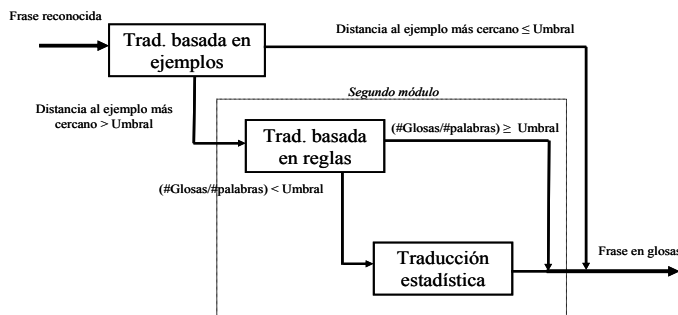 Frase reconocida
Trad. basada en
ejemplos
Distancia al ejemplo más cercano ≤ Umbral
Distancia al ejemplo más
cercano > Umbral
Segundo módulo
Trad. basada
en reglas
(#Glosas/#palabras) ≥ Umbral
(#Glosas/#palabras) < Umbral
Traducción
estadística
Frase en glosas